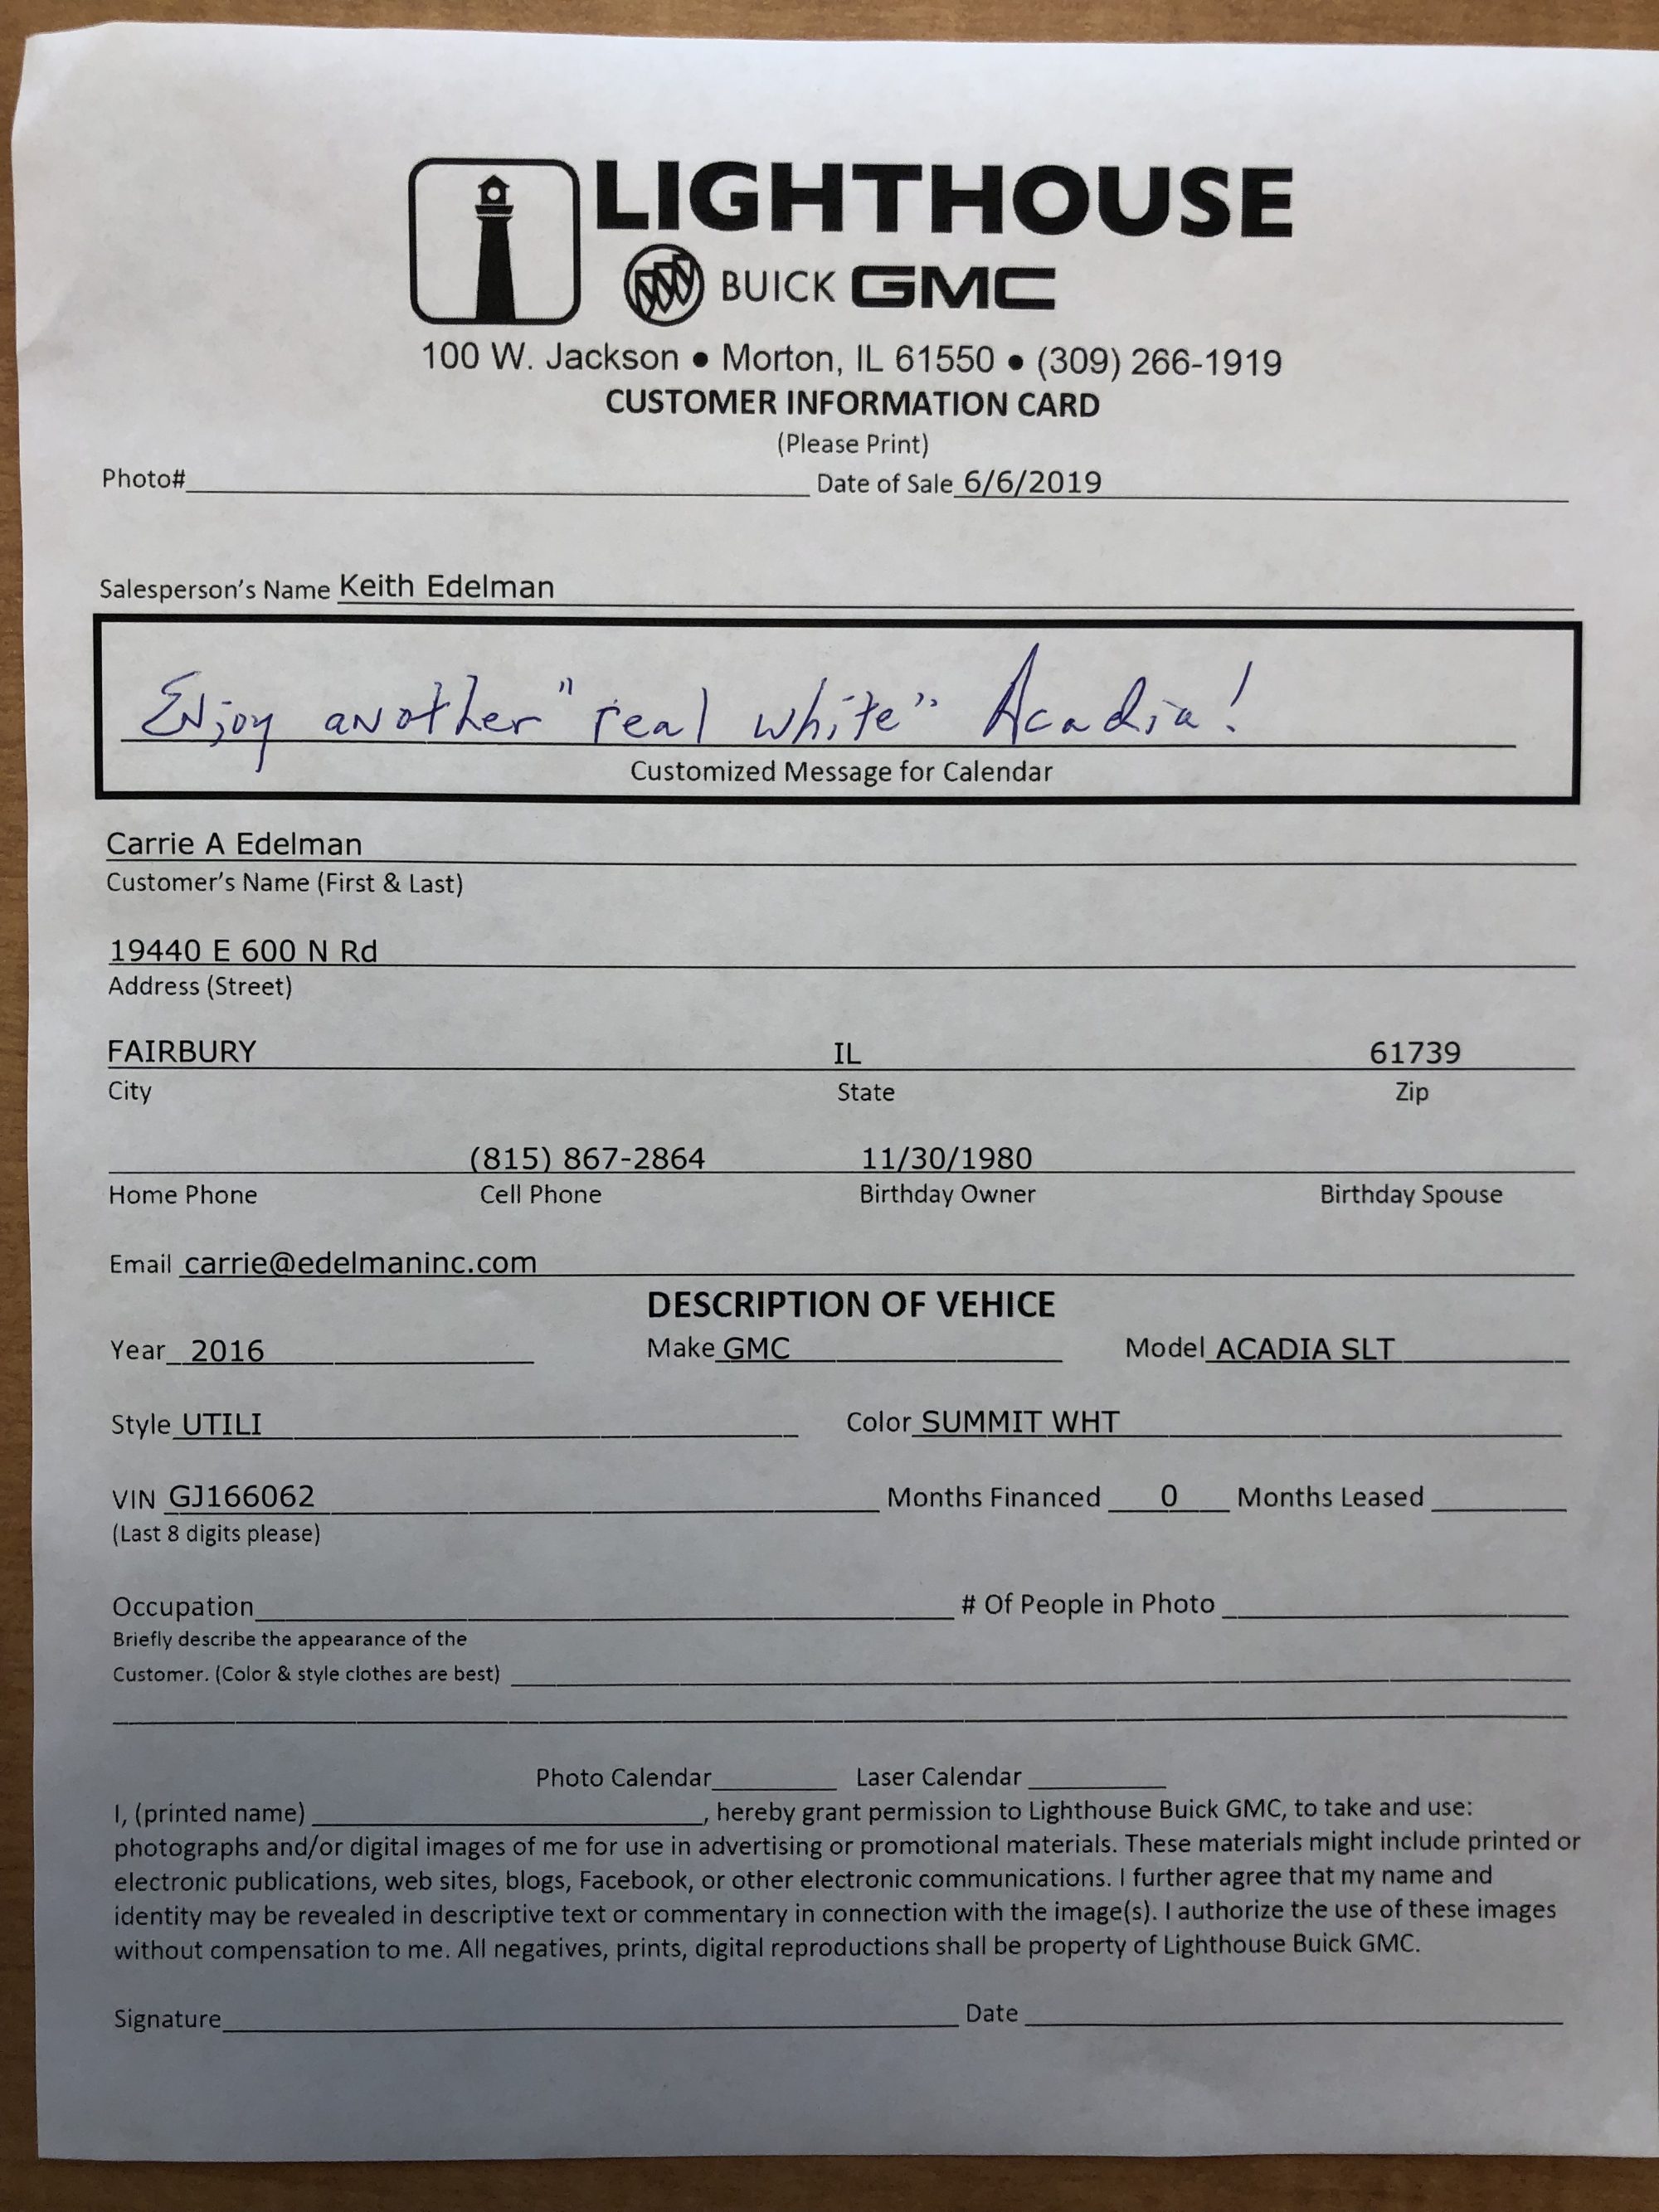 LIGHTHOUSE
BUICK GMC
100 W. Jackson • Morton, IL 61550 • (309) 266-1919
CUSTOMER INFORMATION CARD
(Please Print)
Photo# Date of Sale 6/6/2019
Salesperson's Name Keith Edelman
Enjoy another "real white" Acadia!
Customized Message for Calendar
Carrie A Edelman
Customer's Name (First & Last)
19440 E 600 N Rd
Address (Street)
FAIRBURY IL 61739
City State Zip
(815) 867-2864 11/30/1980
Home Phone Cell Phone Birthday Owner Birthday Spouse
Email carrie@edelmaninc.com
DESCRIPTION OF VEHICE
Year 2016 Make GMC Model ACADIA SLT
Style UTILI Color SUMMIT WHT
VIN GJ166062 Months Financed 0 Months Leased
(Last 8 digits please)
Occupation # Of People in Photo
Briefly describe the appearance of the
Customer. (Color & style clothes are best)
Photo Calendar Laser Calendar
I, (printed name) , hereby grant permission to Lighthouse Buick GMC, to take and use:
photographs and/or digital images of me for use in advertising or promotional materials. These materials might include printed or
electronic publications, web sites, blogs, Facebook, or other electronic communications. I further agree that my name and
identity may be revealed in descriptive text or commentary in connection with the image(s). I authorize the use of these images
without compensation to me. All negatives, prints, digital reproductions shall be property of Lighthouse Buick GMC.
Signature Date